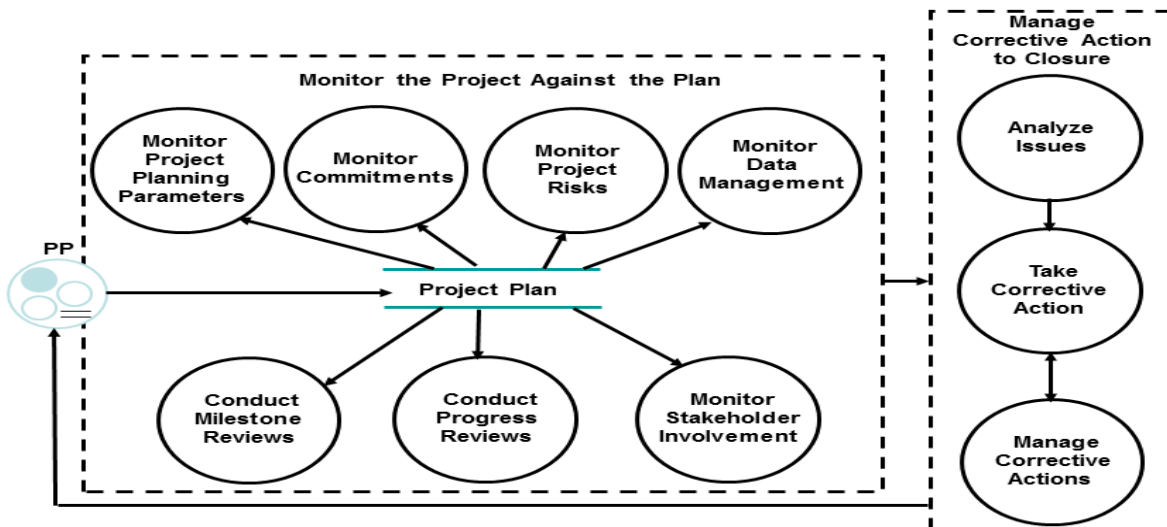 Manage
Corrective Action
to Closure
Monitor the Project Against the Plan
Monitor
Project
Planning
Parameters
Monitor
Commitments
Monitor
Project
Risks
Monitor
Data
Management
Analyze
Issues
PP
Project Plan
Take
Corrective
Action
Conduct
Milestone
Reviews
Conduct
Progress
Reviews
Monitor
Stakeholder
Involvement
Manage
Corrective
Actions